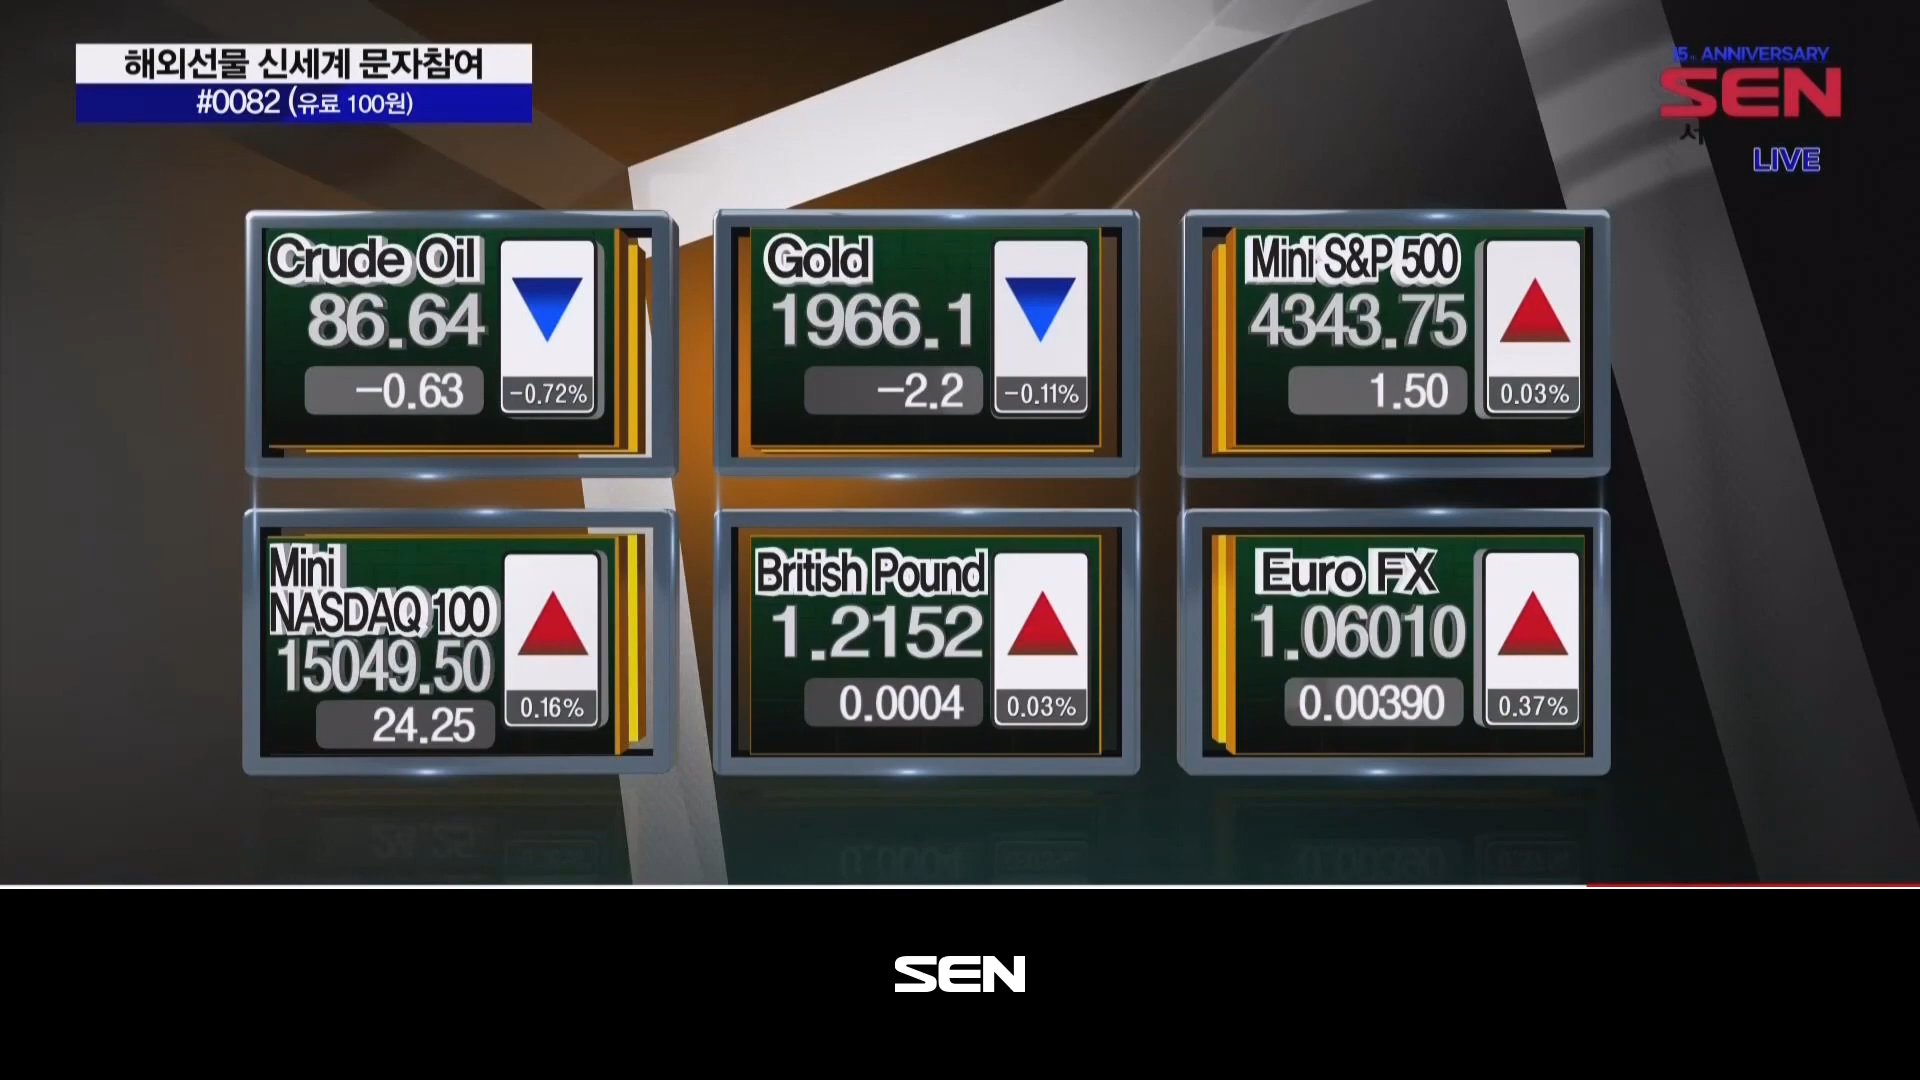 해외선물 신세계 문자참여
#0082 (유료 100원)
ANNIVERSARY
SEN
서
LIVE
Crude Oil
86.64
-0.63
-0.72%
Gold
1966.1
-2.2
-0.11%
Mini S&P 500
4343.75
1.50
0.03%
Mini
NASDAQ 100
15049.50
24.25
0.16%
British Pound
1.2152
0.0004
0.03%
Euro FX
1.06010
0.00390
0.37%
SEN